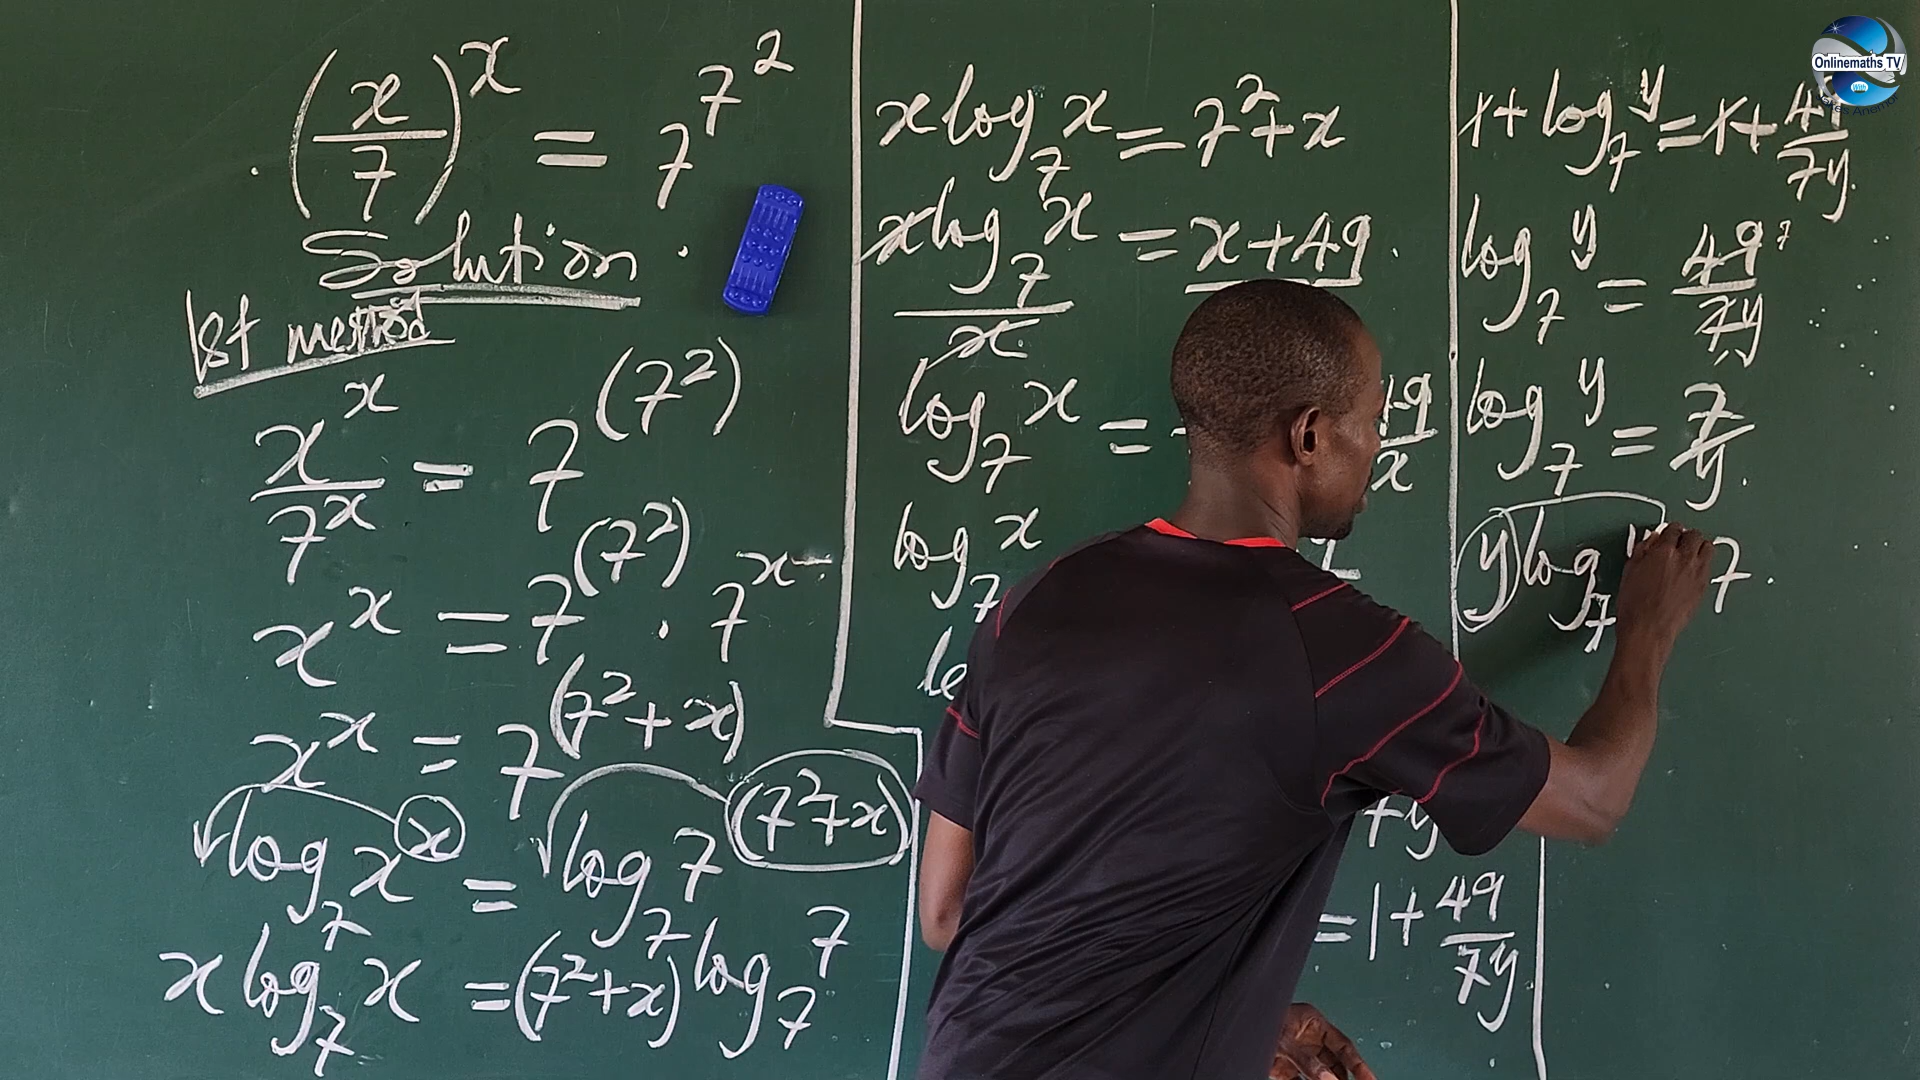 (x/7)^x = 7^7^2
Solution
1st method
x^x/7^x = 7^(7^2)
x^x = 7^(7^2) . 7^x
x^x = 7^(7^2+x)
log_7 x^x = log_7 7^(7^2+x)
x log_7 x = (7^2+x) log_7 7
x log_7 x = 7^2+x
x log_7 x / x = x+49
log_7 x = 49/x
log_7 x
+y
= 1+ 49/7y
1+log_7 y = 1+ 49/7y
log_7 y = 49/7y 7
log_7 y = 7/y
y log_7 7
Onlinemaths TV